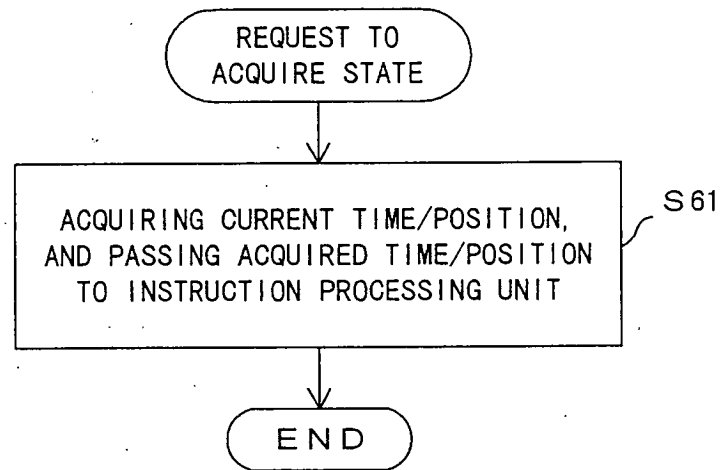 REQUEST TO
ACQUIRE STATE
ACQUIRING CURRENT TIME/POSITION,
AND PASSING ACQUIRED TIME/POSITION
TO INSTRUCTION PROCESSING UNIT
S61
END